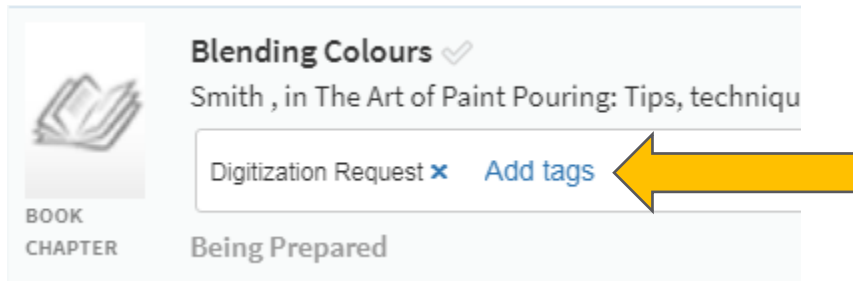 Blending Colours
Smith , in The Art of Paint Pouring: Tips, techniqu
Digitization Request × Add tags
BOOK
CHAPTER
Being Prepared